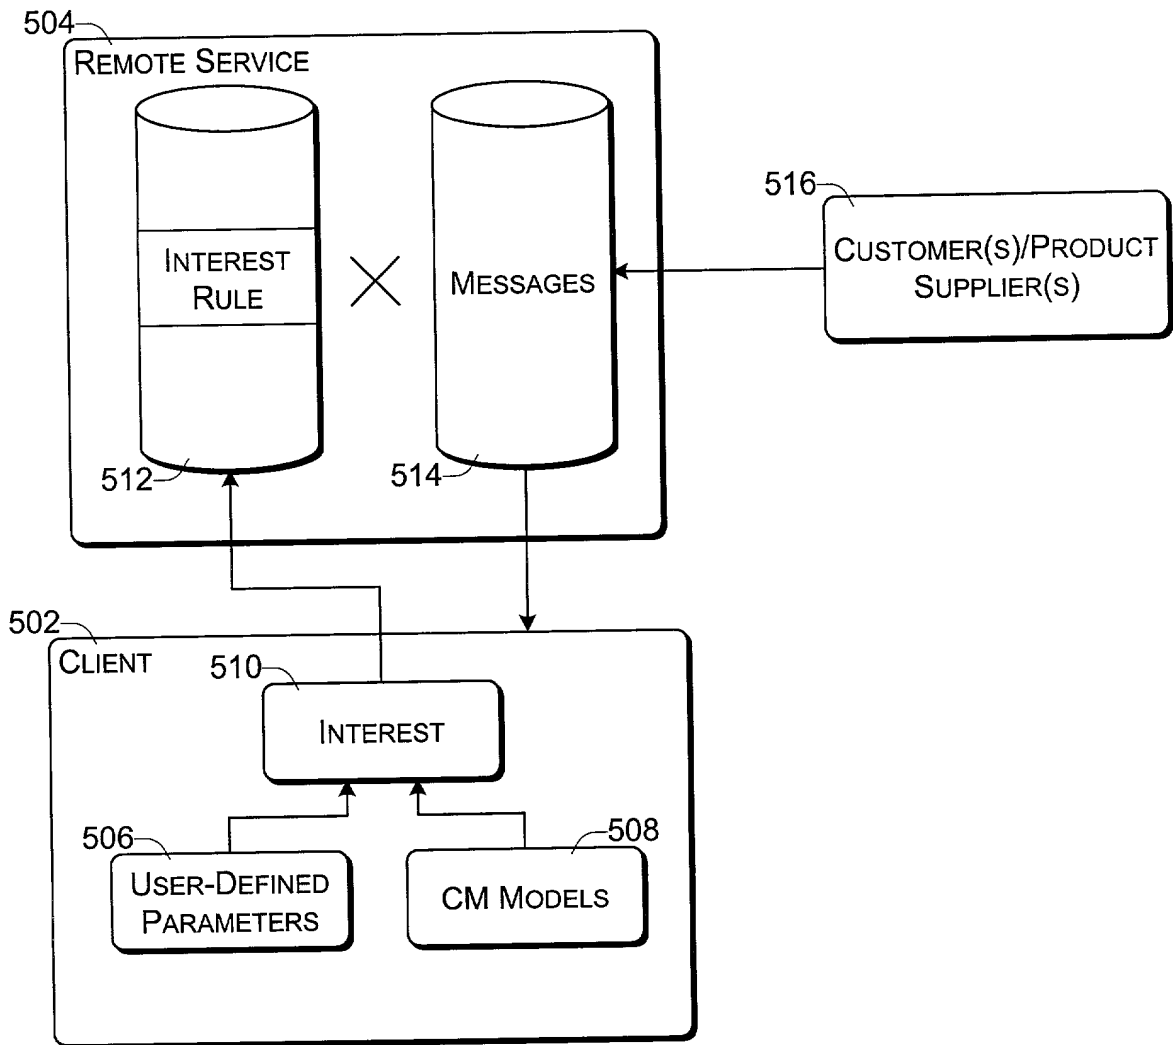 504
REMOTE SERVICE
INTEREST
RULE
MESSAGES
512
514
516
CUSTOMER(S)/PRODUCT
SUPPLIER(S)
502
CLIENT
510
INTEREST
506
USER-DEFINED
PARAMETERS
508
CM MODELS